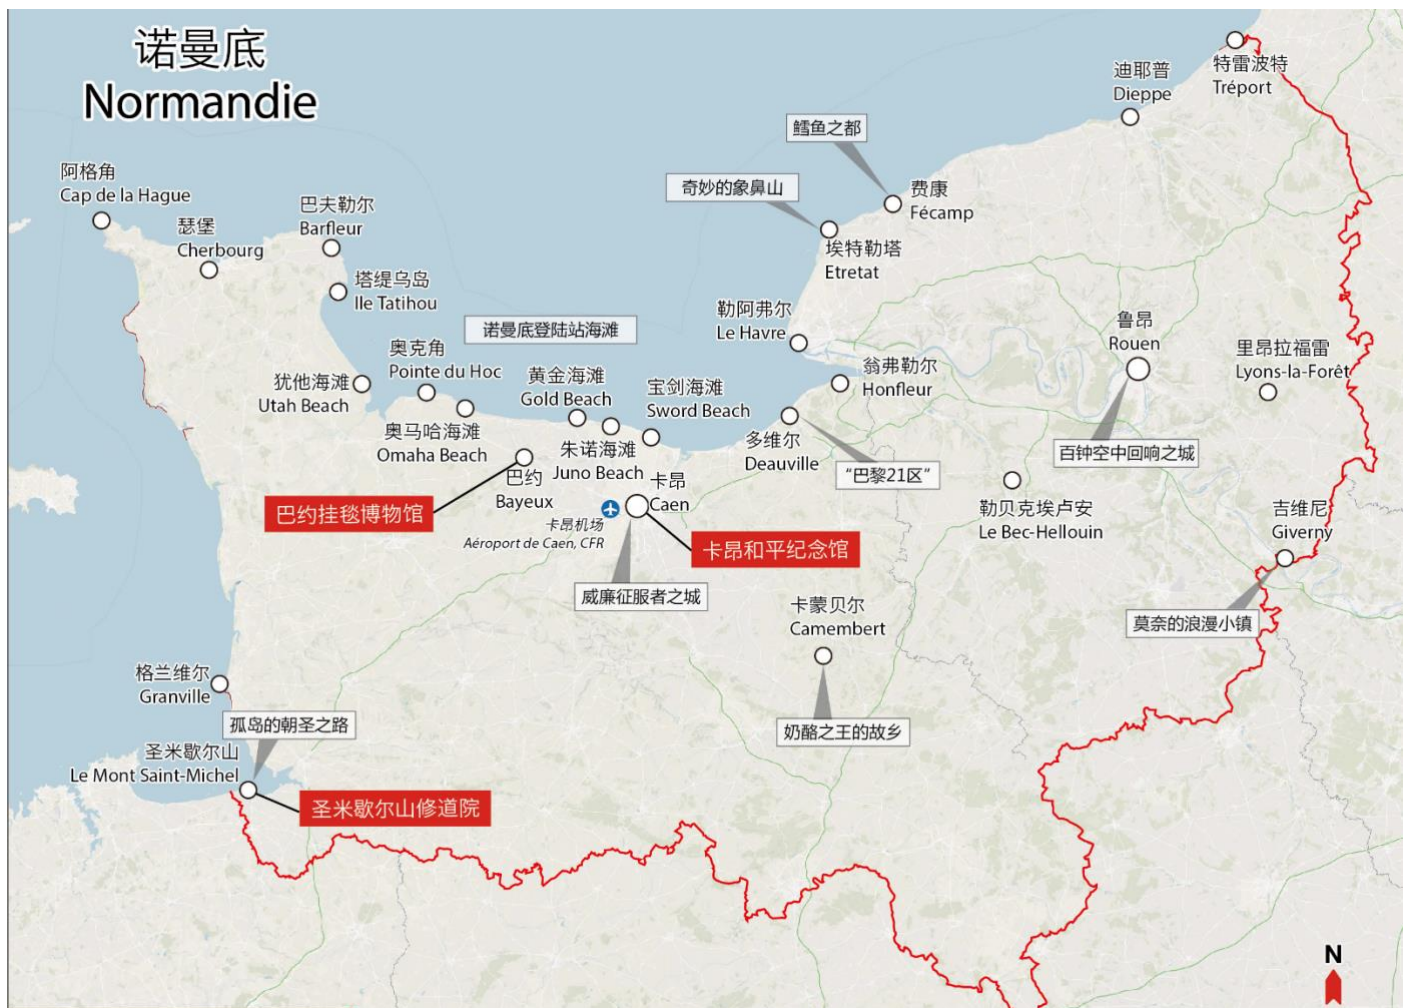 诺曼底
Normandie
特雷波特
Tréport
迪耶普
Dieppe
鳕鱼之都
阿格角
Cap de la Hague
奇妙的象鼻山
费康
Fécamp
巴夫勒尔
Barfleur
瑟堡
Cherbourg
埃特勒塔
Etretat
塔缇乌岛
Ile Tatihou
勒阿弗尔
Le Havre
诺曼底登陆站海滩
鲁昂
Rouen
奥克角
Pointe du Hoc
里昂拉福雷
Lyons-la-Forêt
翁弗勒尔
Honfleur
犹他海滩
Utah Beach
黄金海滩
Gold Beach
宝剑海滩
Sword Beach
奥马哈海滩
Omaha Beach
朱诺海滩
Juno Beach
多维尔
Deauville
百钟空中回响之城
“巴黎21区”
巴约
Bayeux
卡昂
Caen
巴约挂毯博物馆
勒贝克埃卢安
Le Bec-Hellouin
吉维尼
Giverny
卡昂机场
Aéroport de Caen, CFR
卡昂和平纪念馆
威廉征服者之城
卡蒙贝尔
Camembert
莫奈的浪漫小镇
格兰维尔
Granville
孤岛的朝圣之路
奶酪之王的故乡
圣米歇尔山
Le Mont Saint-Michel
圣米歇尔山修道院
N